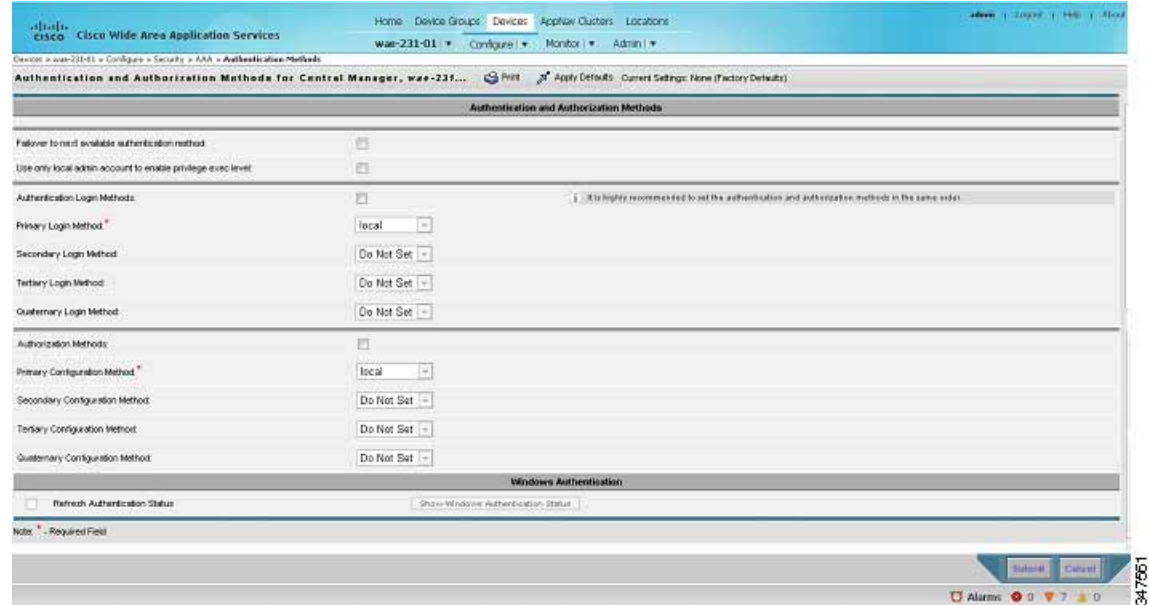 Home Device Groups Devices AppNav Clusters Locations
admin | Logout | Help | About
cisco Cisco Wide Area Application Services
wae-231-01 Configure Monitor Admin
Devices > wae-231-01 > Configure > Security > AAA > Authentication Methods
Authentication and Authorization Methods for Central Manager, wae-231... Print Apply Defaults Current Settings: None (Factory Defaults)
Authentication and Authorization Methods
Failover to next available authentication method:
Use only local admin account to enable privilege exec level:
Authentication Login Methods:
i It is highly recommended to set the authentication and authorization methods in the same order.
Primary Login Method:* local
Secondary Login Method: Do Not Set
Tertiary Login Method: Do Not Set
Quaternary Login Method: Do Not Set
Authorization Methods:
Primary Configuration Method:* local
Secondary Configuration Method: Do Not Set
Tertiary Configuration Method: Do Not Set
Quaternary Configuration Method: Do Not Set
Windows Authentication
Refresh Authentication Status Show Windows Authentication Status
Note: * - Required Field
Submit Cancel
Alarms 0 7 0
347551